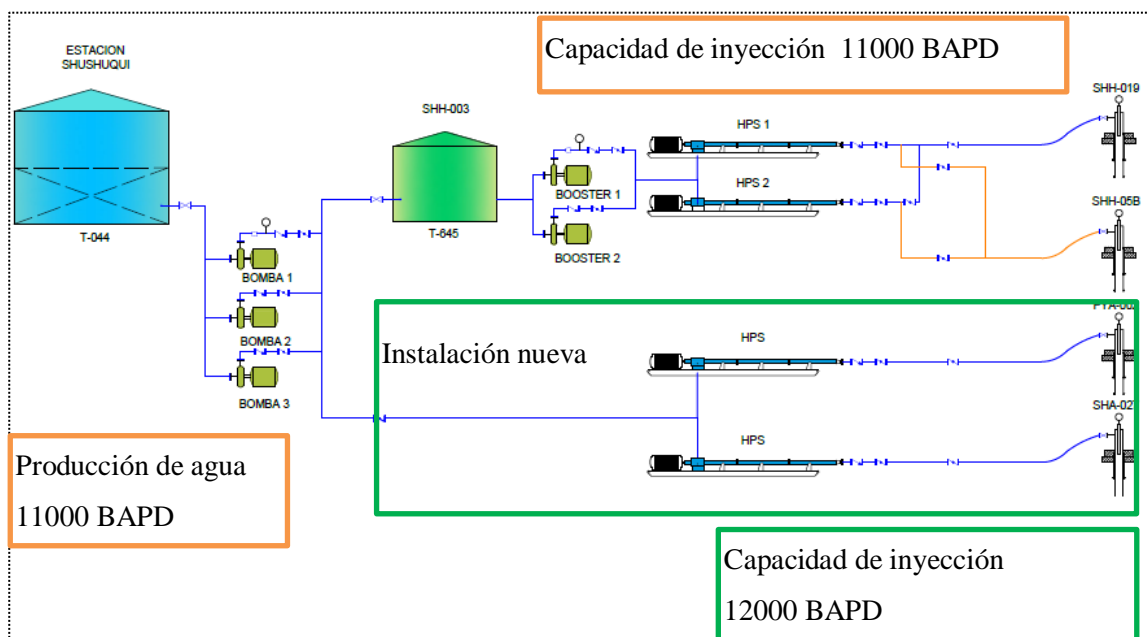 ESTACION
SHUSHUQUI
Capacidad de inyección 11000 BAPD
SHH-003
HPS 1
SHH-019
BOOSTER 1
HPS 2
SHH-05B
T-044
T-645
BOOSTER 2
BOMBA 1
BOMBA 2
Instalación nueva
HPS
BOMBA 3
HPS
Producción de agua
11000 BAPD
Capacidad de inyección
12000 BAPD